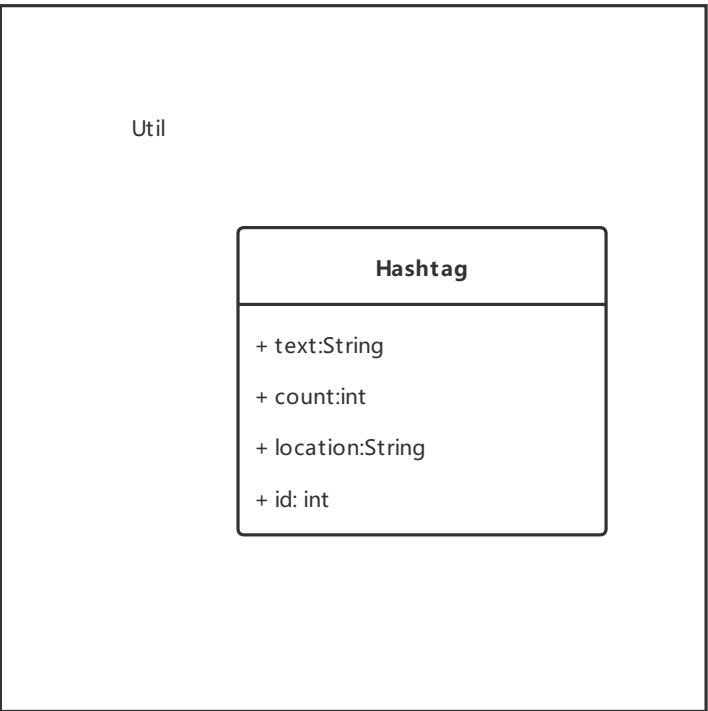 Util
Hashtag
+ text:String
+ count:int
+ location:String
+ id: int